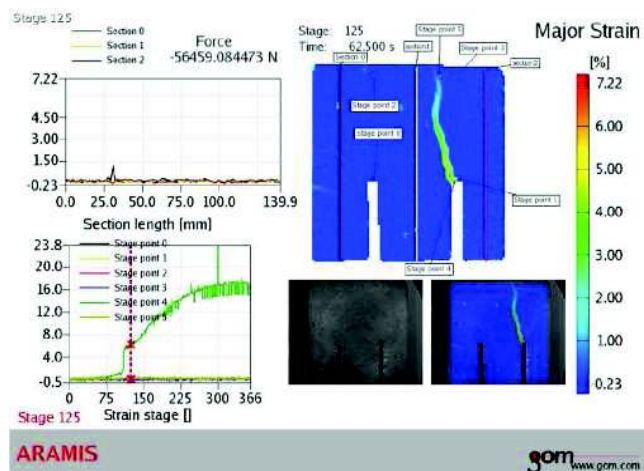 Stage 125
Section 0
Section 1
Section 2
Force
-56459.084473 N
7.22
4.50
3.00
1.50
-0.23
0.0 25.0 50.0 75.0 100.0 139.9
Section length [mm]
Stage: 125
Time: 62.500 s
Major Strain
[%]
7.22
6.00
5.00
4.00
3.00
2.00
1.00
0.00
-0.23
Stage point 5
Section 0
Stage point 3
Stage point 2
Stage point 1
Stage point 4
23.8
20.0
16.0
12.0
8.0
4.0
-0.5
Stage point 0
Stage point 1
Stage point 2
Stage point 3
Stage point 4
Stage point 5
0 75 150 225 300 366
Stage 125
Strain stage []
ARAMIS
gom
www.gom.com